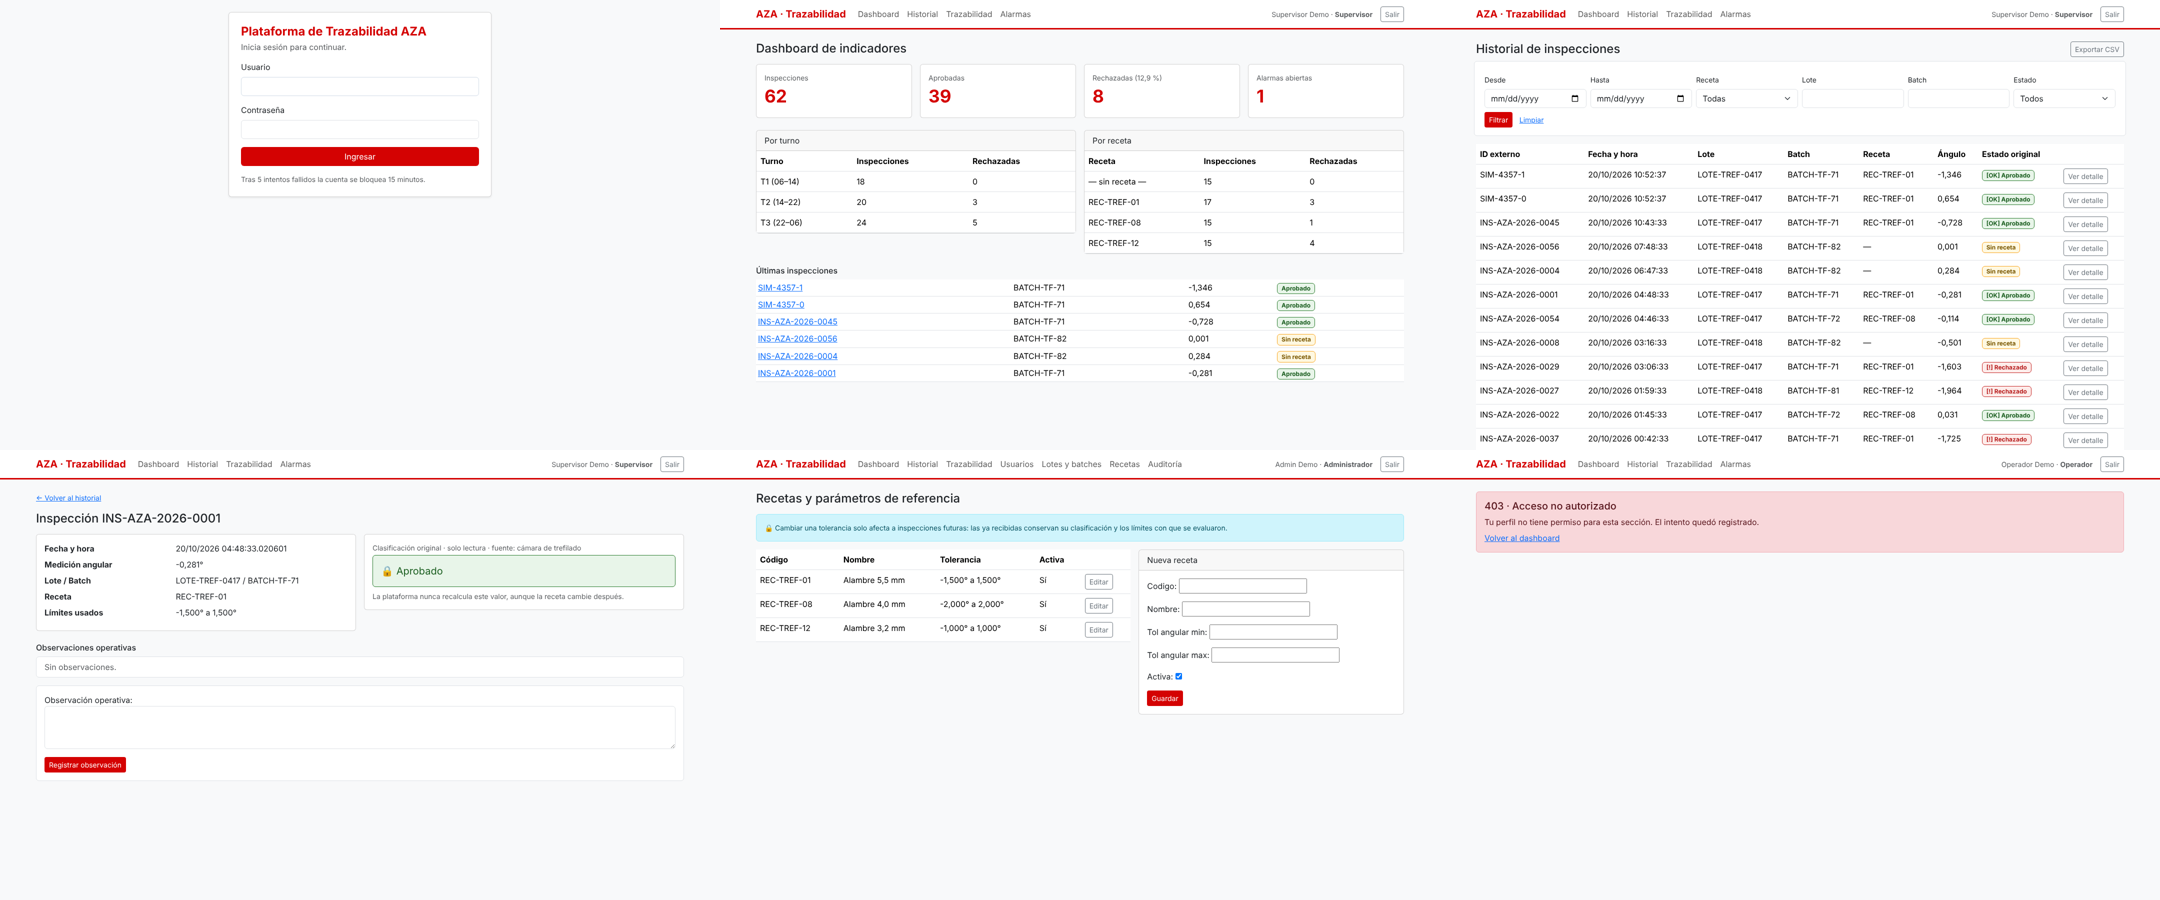 Plataforma de Trazabilidad AZA
Inicia sesión para continuar.
Usuario
Contraseña
Ingresar
Tras 5 intentos fallidos la cuenta se bloquea 15 minutos.
AZA · Trazabilidad Dashboard Historial Trazabilidad Alarmas Supervisor Demo · Supervisor Salir
Dashboard de indicadores
Inspecciones Aprobadas Rechazadas (12,9 %) Alarmas abiertas
62 39 8 1
Por turno
Turno Inspecciones Rechazadas
T1 (06–14) 18 0
T2 (14–22) 20 3
T3 (22–06) 24 5
Por receta
Receta Inspecciones Rechazadas
— sin receta — 15 0
REC-TREF-01 17 3
REC-TREF-08 15 1
REC-TREF-12 15 4
Últimas inspecciones
SIM-4357-1 BATCH-TF-71 -1,346 Aprobado
SIM-4357-0 BATCH-TF-71 0,654 Aprobado
INS-AZA-2026-0045 BATCH-TF-71 -0,728 Aprobado
INS-AZA-2026-0056 BATCH-TF-82 0,001 Sin receta
INS-AZA-2026-0004 BATCH-TF-82 0,284 Sin receta
INS-AZA-2026-0001 BATCH-TF-71 -0,281 Aprobado
AZA · Trazabilidad Dashboard Historial Trazabilidad Alarmas Supervisor Demo · Supervisor Salir
Historial de inspecciones Exportar CSV
Desde Hasta Receta Lote Batch Estado
mm/dd/yyyy mm/dd/yyyy Todas Todos
Filtrar Limpiar
ID externo Fecha y hora Lote Batch Receta Ángulo Estado original
SIM-4357-1 20/10/2026 10:52:37 LOTE-TREF-0417 BATCH-TF-71 REC-TREF-01 -1,346 [OK] Aprobado Ver detalle
SIM-4357-0 20/10/2026 10:52:37 LOTE-TREF-0417 BATCH-TF-71 REC-TREF-01 0,654 [OK] Aprobado Ver detalle
INS-AZA-2026-0045 20/10/2026 10:43:33 LOTE-TREF-0417 BATCH-TF-71 REC-TREF-01 -0,728 [OK] Aprobado Ver detalle
INS-AZA-2026-0056 20/10/2026 07:48:33 LOTE-TREF-0418 BATCH-TF-82 — 0,001 Sin receta Ver detalle
INS-AZA-2026-0004 20/10/2026 06:47:33 LOTE-TREF-0418 BATCH-TF-82 — 0,284 Sin receta Ver detalle
INS-AZA-2026-0001 20/10/2026 04:48:33 LOTE-TREF-0417 BATCH-TF-71 REC-TREF-01 -0,281 [OK] Aprobado Ver detalle
INS-AZA-2026-0054 20/10/2026 04:46:33 LOTE-TREF-0417 BATCH-TF-72 REC-TREF-08 -0,114 [OK] Aprobado Ver detalle
INS-AZA-2026-0008 20/10/2026 03:16:33 LOTE-TREF-0418 BATCH-TF-82 — -0,501 Sin receta Ver detalle
INS-AZA-2026-0029 20/10/2026 03:06:33 LOTE-TREF-0417 BATCH-TF-71 REC-TREF-01 -1,603 [!] Rechazado Ver detalle
INS-AZA-2026-0027 20/10/2026 01:59:33 LOTE-TREF-0418 BATCH-TF-81 REC-TREF-12 -1,964 [!] Rechazado Ver detalle
INS-AZA-2026-0022 20/10/2026 01:45:33 LOTE-TREF-0417 BATCH-TF-72 REC-TREF-08 0,031 [OK] Aprobado Ver detalle
INS-AZA-2026-0037 20/10/2026 00:42:33 LOTE-TREF-0417 BATCH-TF-71 REC-TREF-01 -1,725 [!] Rechazado Ver detalle
AZA · Trazabilidad Dashboard Historial Trazabilidad Alarmas Supervisor Demo · Supervisor Salir
← Volver al historial
Inspección INS-AZA-2026-0001
Fecha y hora 20/10/2026 04:48:33.020601
Medición angular -0,281°
Lote / Batch LOTE-TREF-0417 / BATCH-TF-71
Receta REC-TREF-01
Límites usados -1,500° a 1,500°
Clasificación original · solo lectura · fuente: cámara de trefilado
🔒 Aprobado
La plataforma nunca recalcula este valor, aunque la receta cambie después.
Observaciones operativas
Sin observaciones.
Observación operativa:
Registrar observación
AZA · Trazabilidad Dashboard Historial Trazabilidad Usuarios Lotes y batches Recetas Auditoría Admin Demo · Administrador Salir
Recetas y parámetros de referencia
🔒 Cambiar una tolerancia solo afecta a inspecciones futuras: las ya recibidas conservan su clasificación y los límites con que se evaluaron.
Código Nombre Tolerancia Activa
REC-TREF-01 Alambre 5,5 mm -1,500° a 1,500° Sí Editar
REC-TREF-08 Alambre 4,0 mm -2,000° a 2,000° Sí Editar
REC-TREF-12 Alambre 3,2 mm -1,000° a 1,000° Sí Editar
Nueva receta
Codigo:
Nombre:
Tol angular min:
Tol angular max:
Activa:
Guardar
AZA · Trazabilidad Dashboard Historial Trazabilidad Alarmas Operador Demo · Operador Salir
403 · Acceso no autorizado
Tu perfil no tiene permiso para esta sección. El intento quedó registrado.
Volver al dashboard